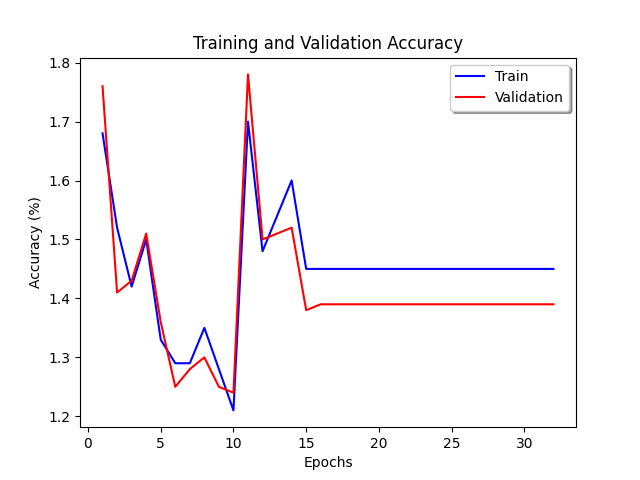 Training and Validation Accuracy
1.8
1.7
1.6
1.5
1.4
1.3
1.2
Accuracy (%)
Train
Validation
0 5 10 15 20 25 30
Epochs